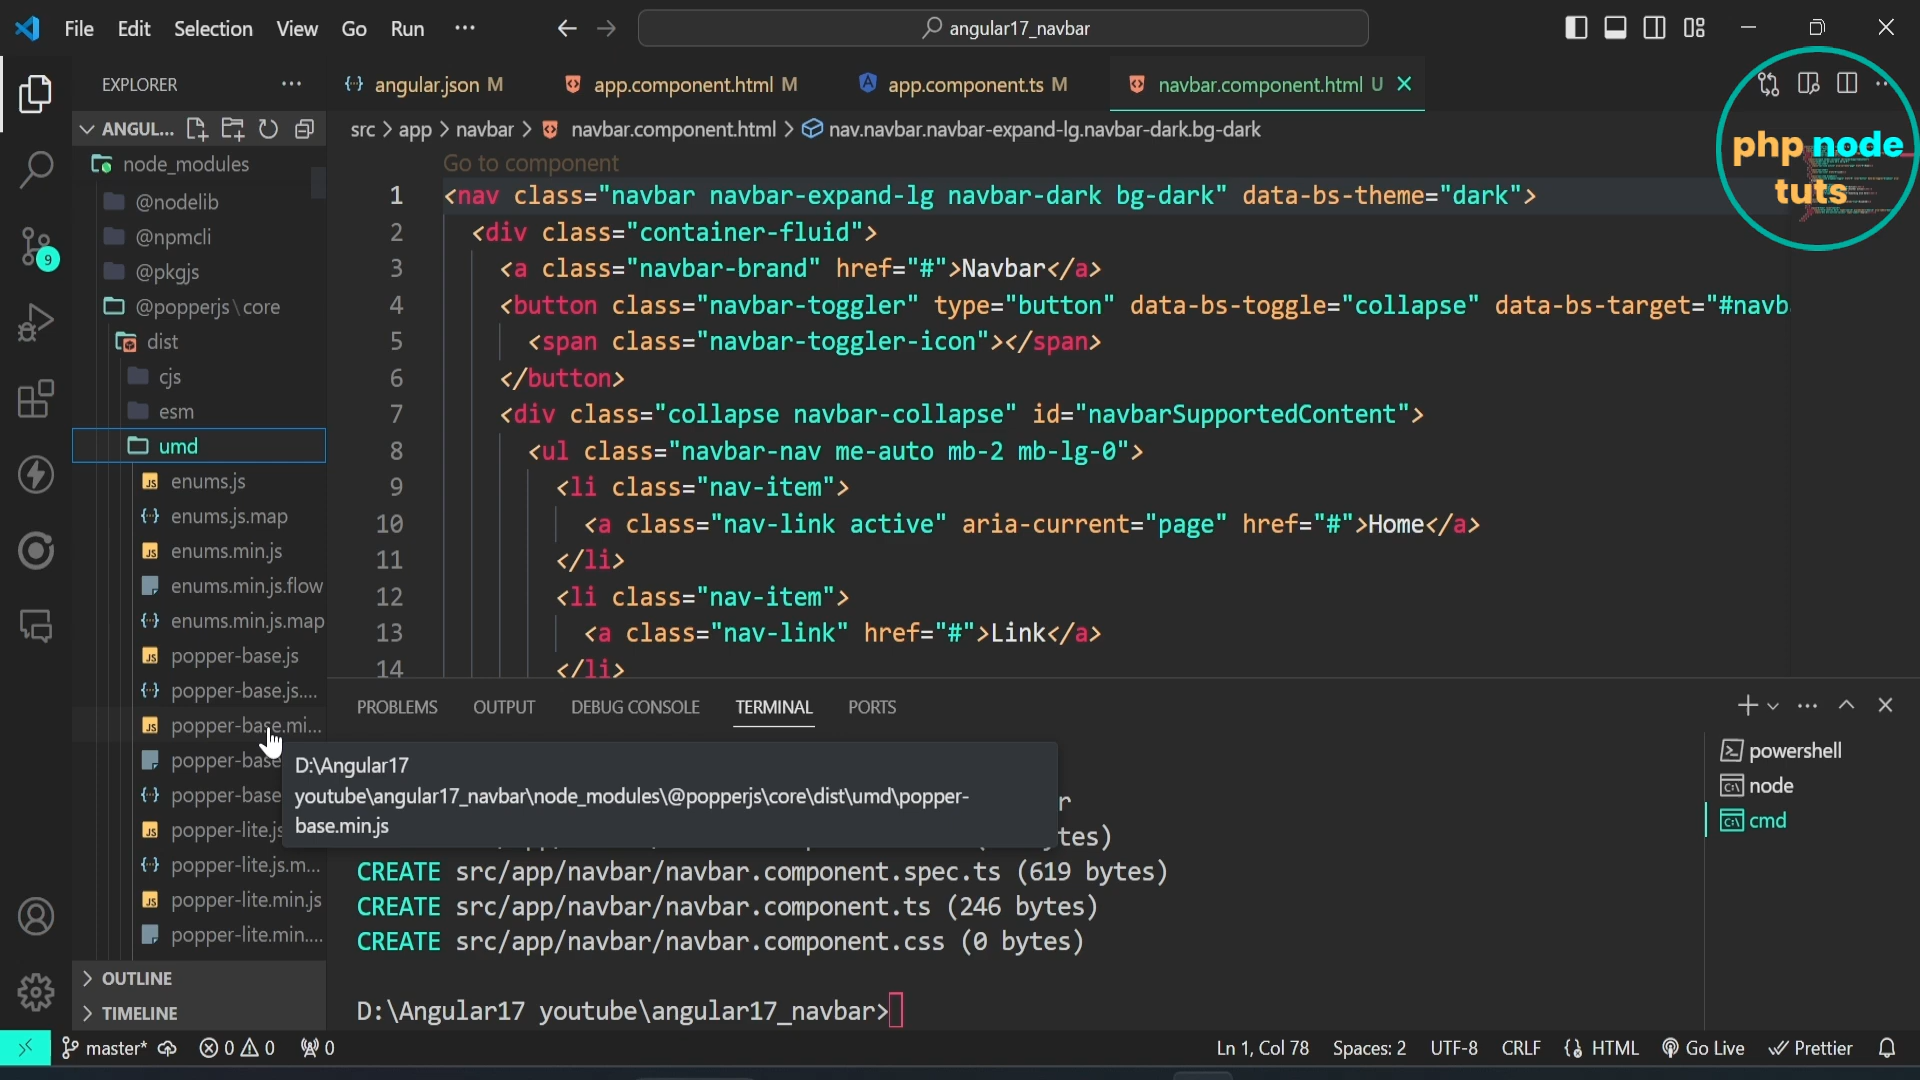 File Edit Selection View Go Run ···
angular17_navbar
EXPLORER ···
angular.json M
app.component.html M
app.component.ts M
navbar.component.html U
php node
tuts
ANGUL...
src > app > navbar > navbar.component.html > nav.navbar.navbar-expand-lg.navbar-dark.bg-dark
node_modules
@nodelib
@npmcli
@pkgjs
@popperjs\core
dist
cjs
esm
umd
enums.js
enums.js.map
enums.min.js
enums.min.js.flow
enums.min.js.map
popper-base.js
popper-base.js....
popper-base.mi...
popper-base
popper-base
popper-lite.js
popper-lite.js.m...
popper-lite.min.js
popper-lite.min....
OUTLINE
TIMELINE
9
Go to component
1 <nav class="navbar navbar-expand-lg navbar-dark bg-dark" data-bs-theme="dark">
2 <div class="container-fluid">
3 <a class="navbar-brand" href="#">Navbar</a>
4 <button class="navbar-toggler" type="button" data-bs-toggle="collapse" data-bs-target="#navb
5 <span class="navbar-toggler-icon"></span>
6 </button>
7 <div class="collapse navbar-collapse" id="navbarSupportedContent">
8 <ul class="navbar-nav me-auto mb-2 mb-lg-0">
9 <li class="nav-item">
10 <a class="nav-link active" aria-current="page" href="#">Home</a>
11 </li>
12 <li class="nav-item">
13 <a class="nav-link" href="#">Link</a>
14 </li>
PROBLEMS OUTPUT DEBUG CONSOLE TERMINAL PORTS
D:\Angular17
youtube\angular17_navbar\node_modules\@popperjs\core\dist\umd\popper-
base.min.js
r
tes)
CREATE src/app/navbar/navbar.component.spec.ts (619 bytes)
CREATE src/app/navbar/navbar.component.ts (246 bytes)
CREATE src/app/navbar/navbar.component.css (0 bytes)
D:\Angular17 youtube\angular17_navbar>
powershell
node
cmd
master* 0 0 0 Ln 1, Col 78 Spaces: 2 UTF-8 CRLF HTML Go Live Prettier